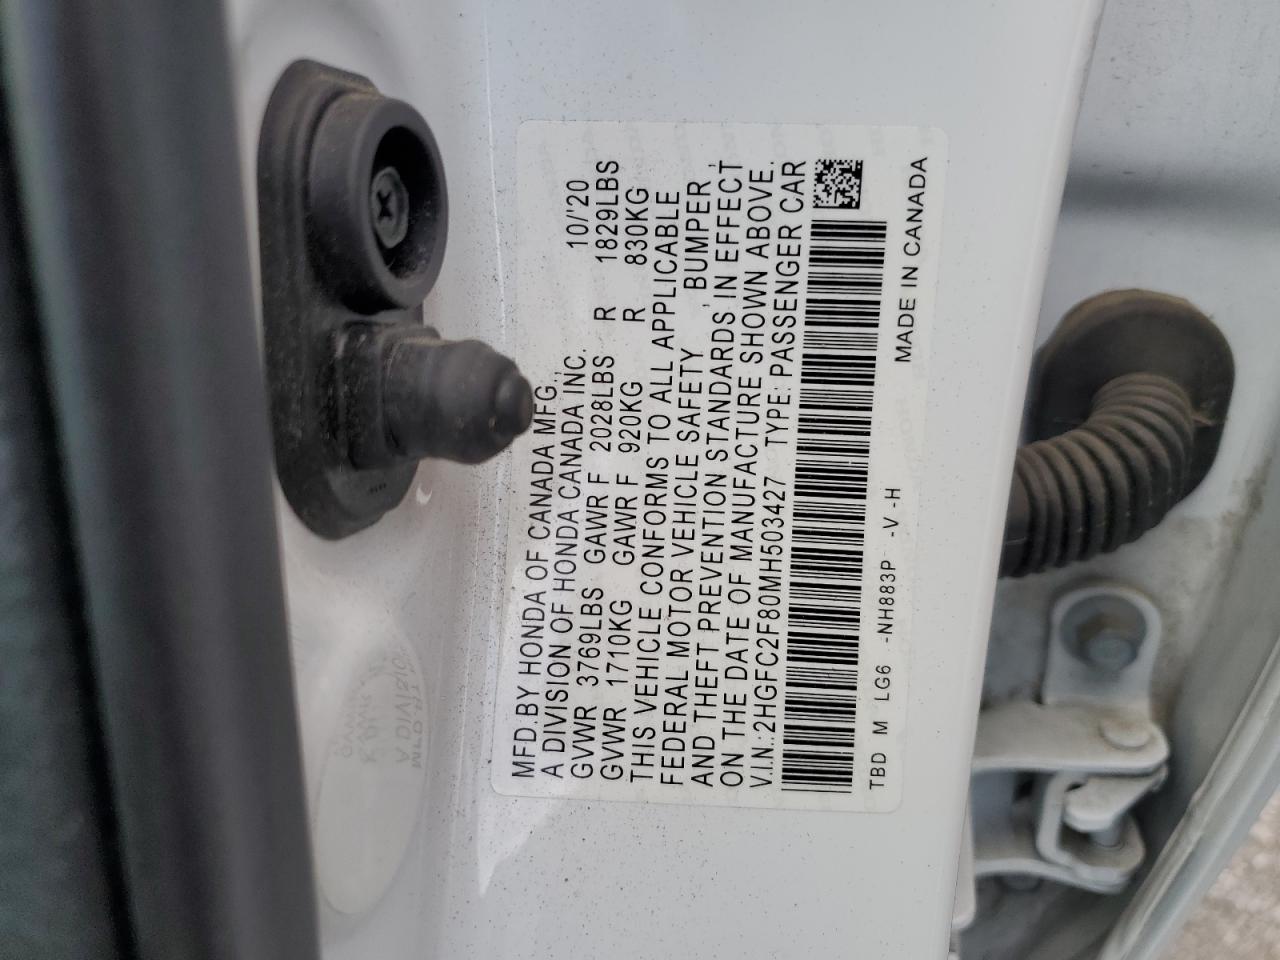 MFD.BY HONDA OF CANADA MFG.,
A DIVISION OF HONDA CANADA INC. 10/'20
GVWR 3769LBS GAWR F 2028LBS R 1829LBS
GVWR 1710KG GAWR F 920KG R 830KG
THIS VEHICLE CONFORMS TO ALL APPLICABLE
FEDERAL MOTOR VEHICLE SAFETY , BUMPER ,
AND THEFT PREVENTION STANDARDS IN EFFECT
ON THE DATE OF MANUFACTURE SHOWN ABOVE.
V.I.N.:2HGFC2F80MH503427 TYPE: PASSENGER CAR
TBD M LG6 -NH883P -V -H MADE IN CANADA